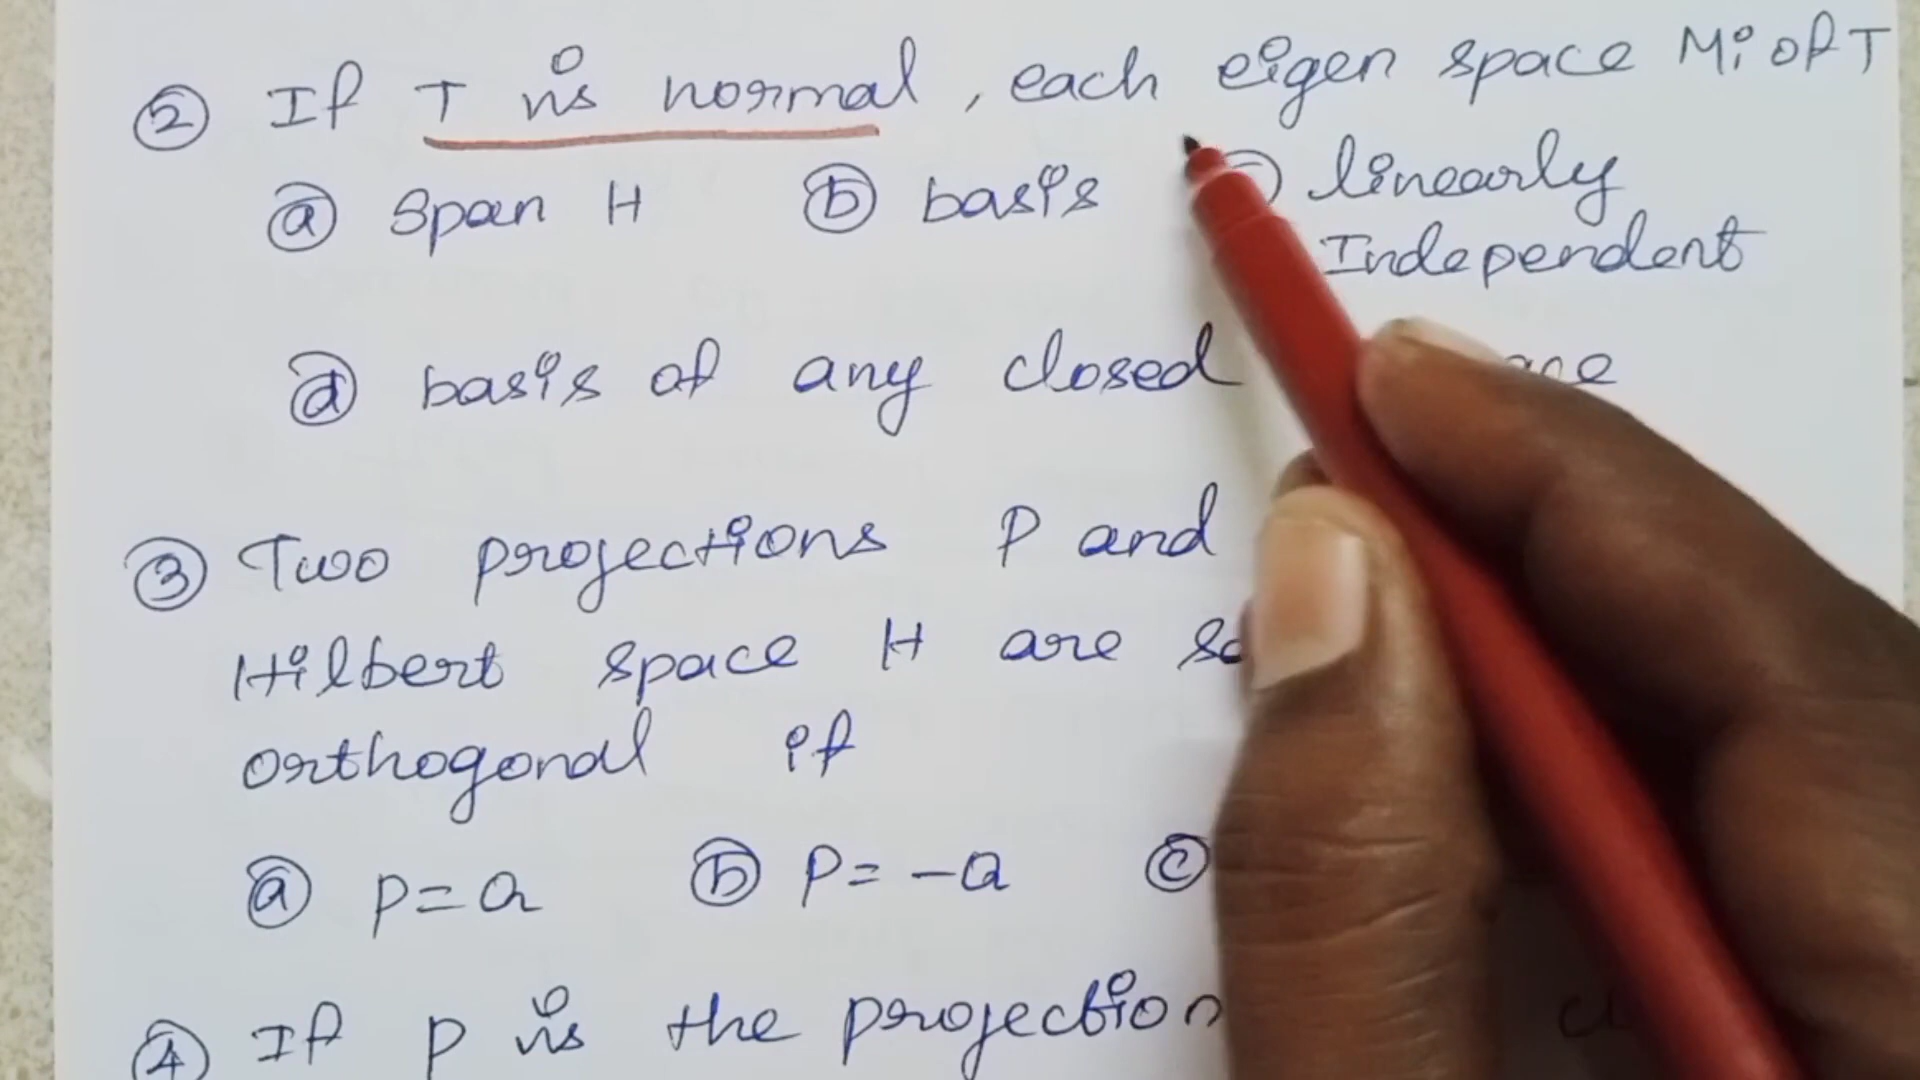 ② If T is normal, each eigen space Mi of T
ⓐ Span H ⓑ basis linearly
Independent
ⓓ basis of any closed
③ Two projections P and
Hilbert space H are
orthogonal if
ⓐ P=Q ⓑ P=-Q ⓒ
④ If P is the projection